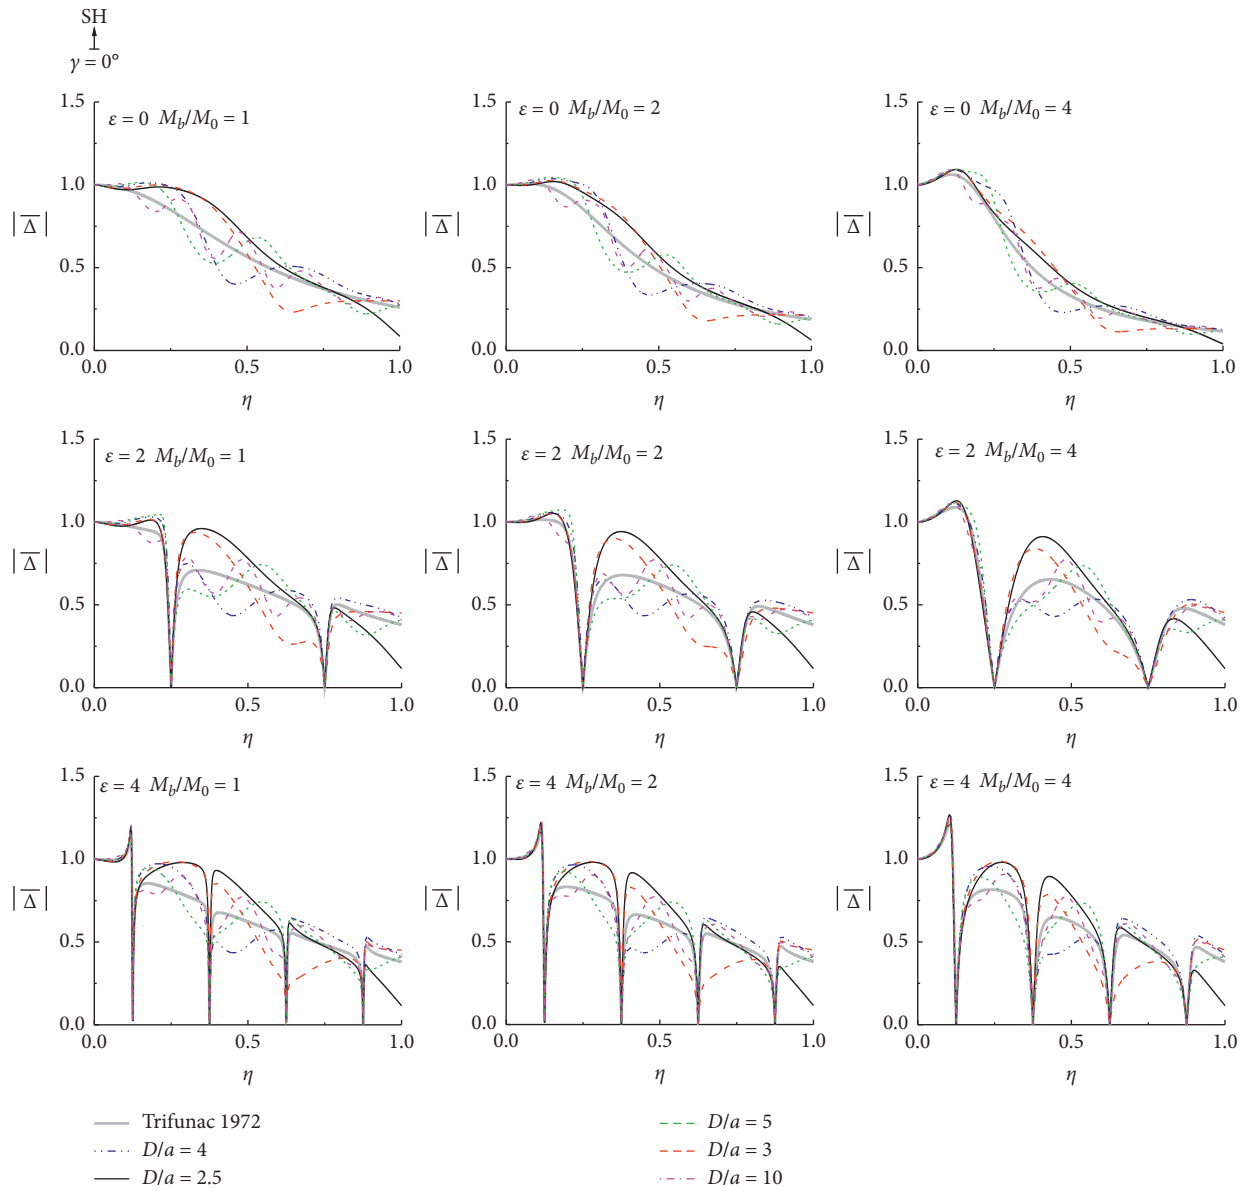 SH
γ = 0°
ε = 0 M_b/M_0 = 1
1.5
1.0
|Δ̅|
0.5
0.0
0.0 0.5 1.0
η
ε = 0 M_b/M_0 = 2
1.5
1.0
|Δ̅|
0.5
0.0
0.0 0.5 1.0
η
ε = 0 M_b/M_0 = 4
1.5
1.0
|Δ̅|
0.5
0.0
0.0 0.5 1.0
η
ε = 2 M_b/M_0 = 1
1.5
1.0
|Δ̅|
0.5
0.0
0.0 0.5 1.0
η
ε = 2 M_b/M_0 = 2
1.5
1.0
|Δ̅|
0.5
0.0
0.0 0.5 1.0
η
ε = 2 M_b/M_0 = 4
1.5
1.0
|Δ̅|
0.5
0.0
0.0 0.5 1.0
η
ε = 4 M_b/M_0 = 1
1.5
1.0
|Δ̅|
0.5
0.0
0.0 0.5 1.0
η
ε = 4 M_b/M_0 = 2
1.5
1.0
|Δ̅|
0.5
0.0
0.0 0.5 1.0
η
ε = 4 M_b/M_0 = 4
1.5
1.0
|Δ̅|
0.5
0.0
0.0 0.5 1.0
η
Trifunac 1972
D/a = 4
D/a = 2.5
D/a = 5
D/a = 3
D/a = 10